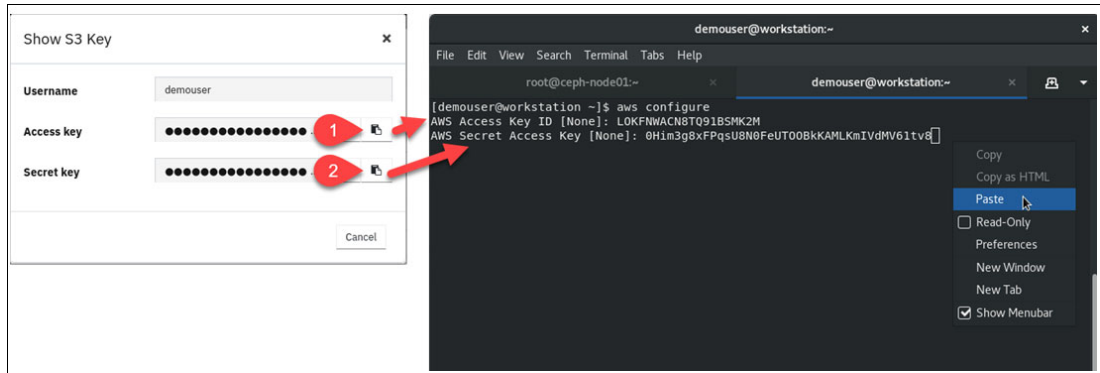 Show S3 Key ×
Username demouser
Access key ●●●●●●●●●●●●●●●● . 1
Secret key ●●●●●●●●●●●●●●●● . 2
Cancel
demouser@workstation:~ ×
File Edit View Search Terminal Tabs Help
root@ceph-node01:~ × demouser@workstation:~ ×
[demouser@workstation ~]$ aws configure
AWS Access Key ID [None]: LOKFNWACN8TQ91BSMK2M
AWS Secret Access Key [None]: 0Him3g8xFPqsU8N0FeUTOOBkKAMLKmIVdMV61tv8
Copy
Copy as HTML
Paste
Read-Only
Preferences
New Window
New Tab
Show Menubar